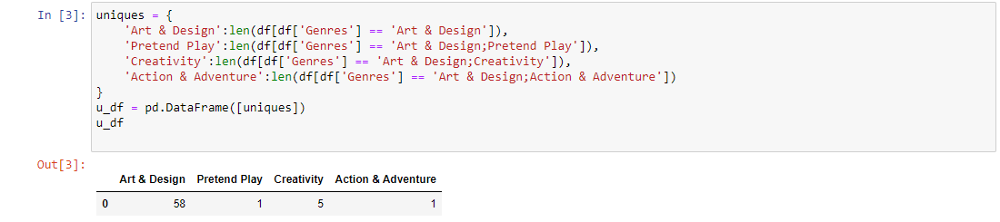 In [3]: uniques = {
    'Art & Design':len(df[df['Genres'] == 'Art & Design']),
    'Pretend Play':len(df[df['Genres'] == 'Art & Design;Pretend Play']),
    'Creativity':len(df[df['Genres'] == 'Art & Design;Creativity']),
    'Action & Adventure':len(df[df['Genres'] == 'Art & Design;Action & Adventure'])
}
u_df = pd.DataFrame([uniques])
u_df
Out[3]:
Art & Design Pretend Play Creativity Action & Adventure
0 58 1 5 1